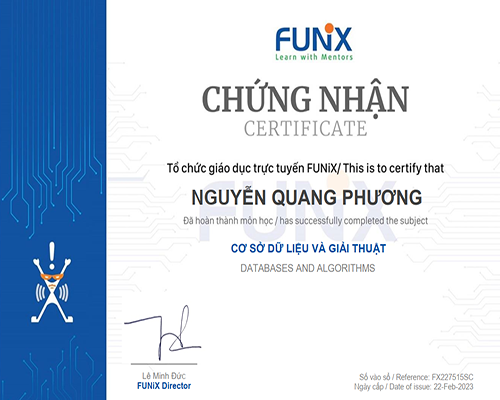 FUNiX
Learn with Mentors
CHỨNG NHẬN
CERTIFICATE
Tổ chức giáo dục trực tuyến FUNiX/ This is to certify that
NGUYỄN QUANG PHƯƠNG
Đã hoàn thành môn học / has successfully completed the subject
FUNiX
CƠ SỞ DỮ LIỆU VÀ GIẢI THUẬT
DATABASES AND ALGORITHMS
Lê Minh Đức
FUNiX Director
Số vào sổ / Reference: FX227515SC
Ngày cấp / Date of issue: 22-Feb-2023